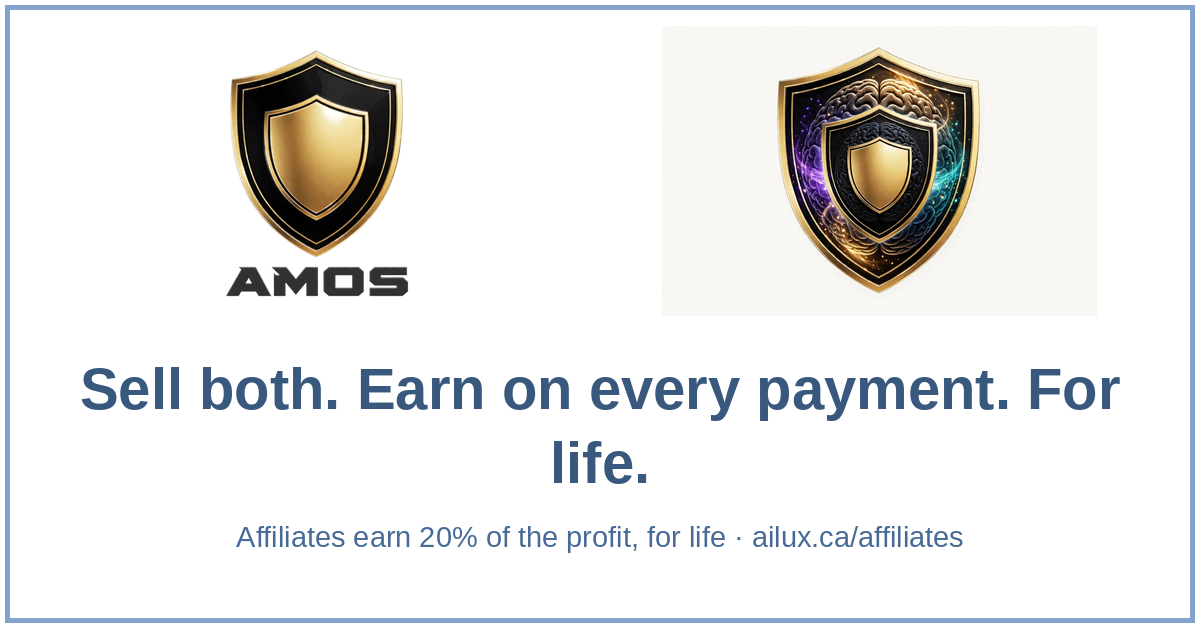 AMOS
Sell both. Earn on every payment. For
life.
Affiliates earn 20% of the profit, for life · ailux.ca/affiliates